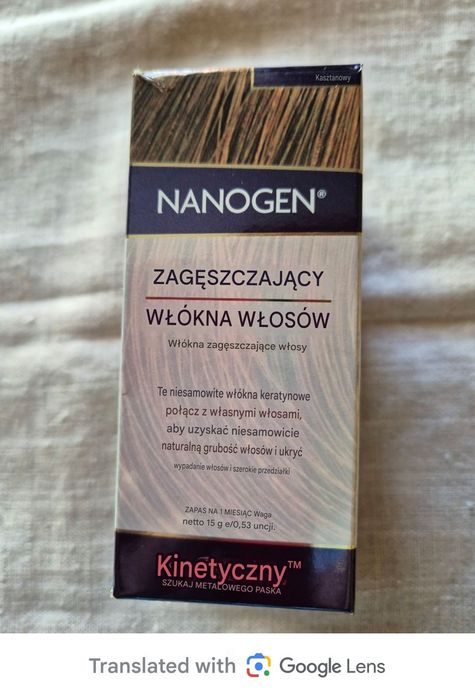 Kasztanowy
NANOGEN®
ZAGĘSZCZAJĄCY
WŁÓKNA WŁOSÓW
Włókna zagęszczające włosy
Te niesamowite włókna keratynowe
połącz z własnymi włosami,
aby uzyskać niesamowicie
naturalną grubość włosów i ukryć
wypadanie włosów i szerokie przedziałki
ZAPAS NA 1 MIESIĄC Waga
netto 15 g e/0,53 uncji.
Kinetyczny™
SZUKAJ METALOWEGO PASKA
Translated with Google Lens